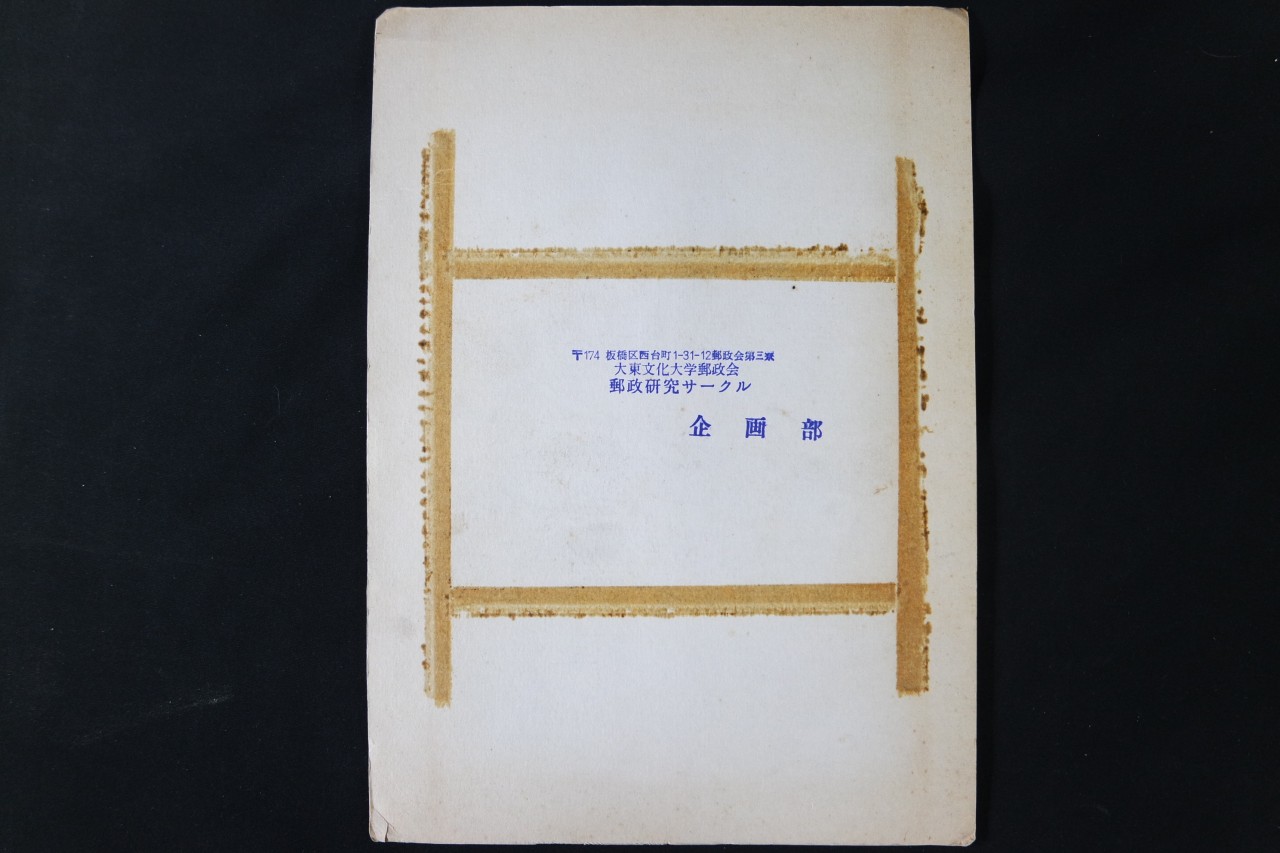 〒174 板橋区西台町1-31-12郵政会第三寮
大東文化大学郵政会
郵政研究サークル
企画部